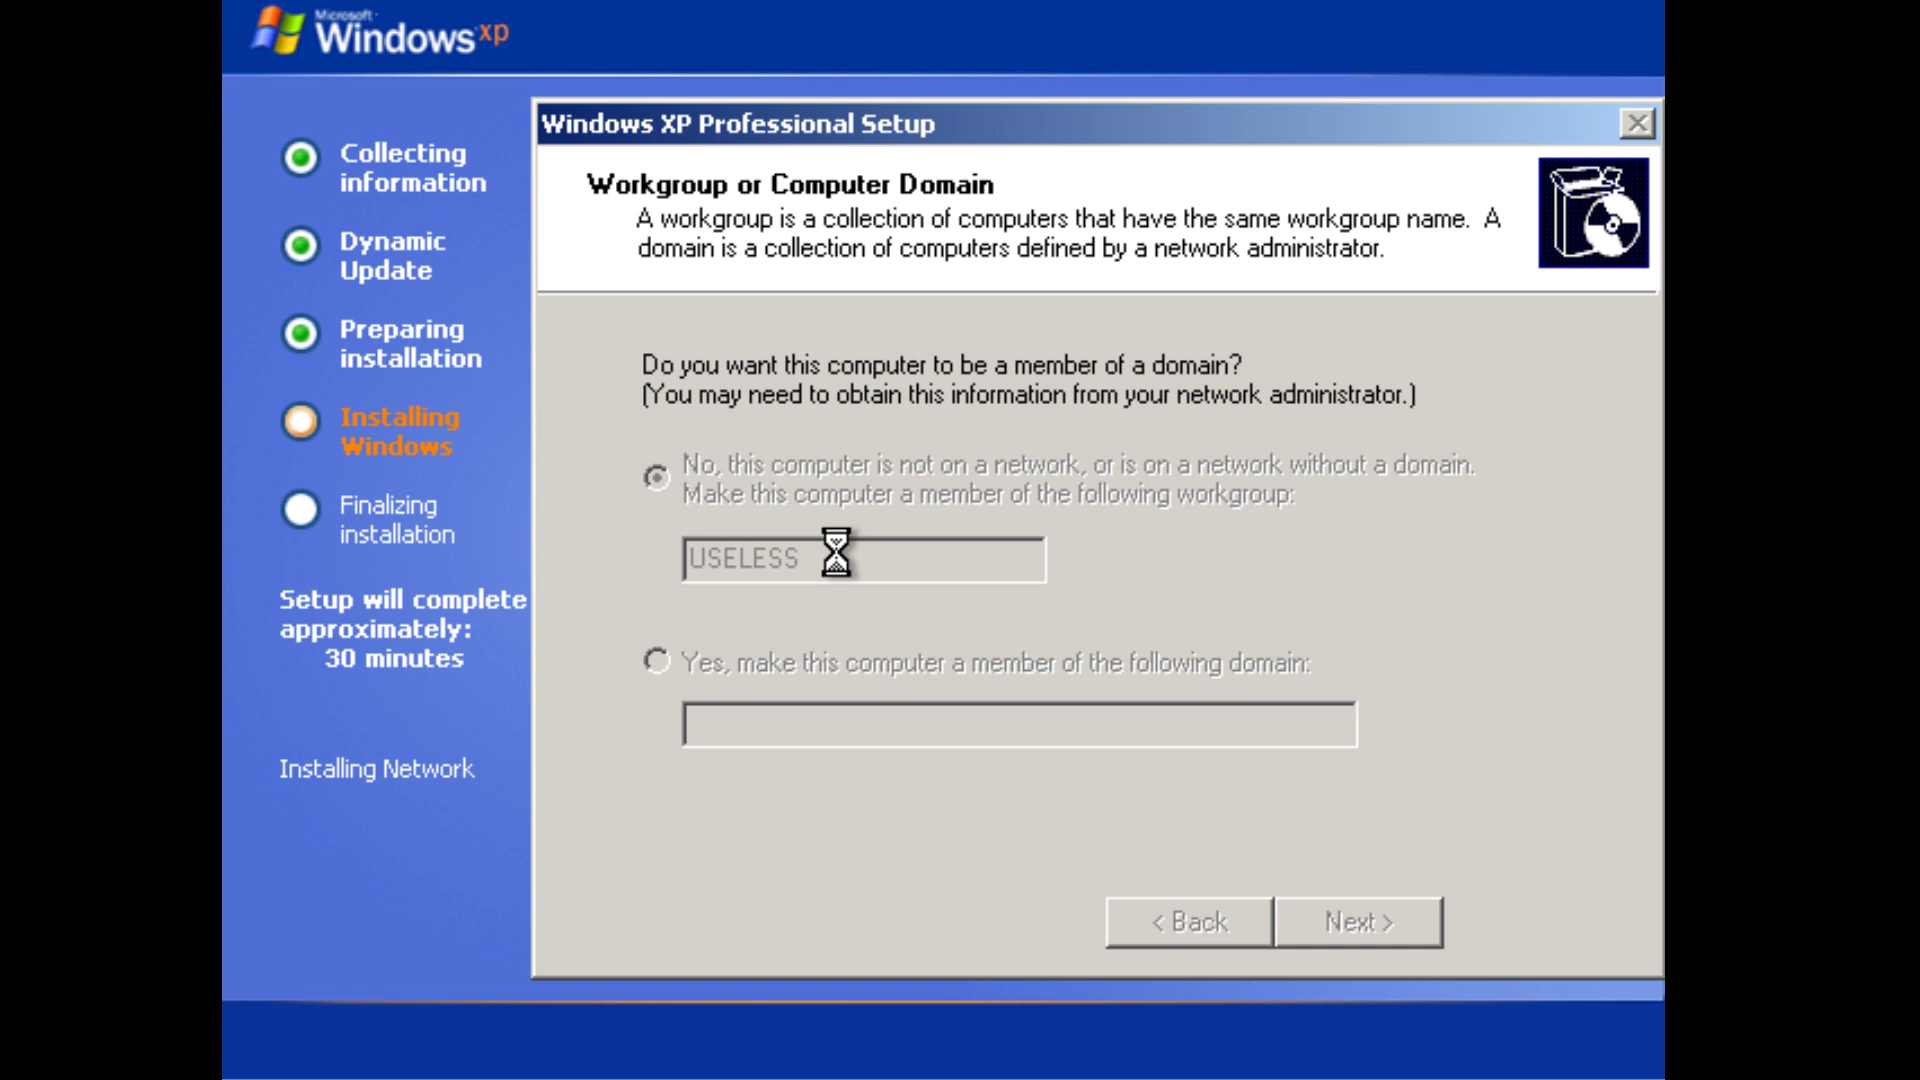 Microsoft
Windows xp
Collecting
information
Dynamic
Update
Preparing
installation
Installing
Windows
Finalizing
installation
Setup will complete
approximately:
30 minutes
Installing Network
Windows XP Professional Setup
Workgroup or Computer Domain
A workgroup is a collection of computers that have the same workgroup name. A
domain is a collection of computers defined by a network administrator.
Do you want this computer to be a member of a domain?
(You may need to obtain this information from your network administrator.)
No, this computer is not on a network, or is on a network without a domain.
Make this computer a member of the following workgroup:
USELESS
Yes, make this computer a member of the following domain:
< Back
Next >